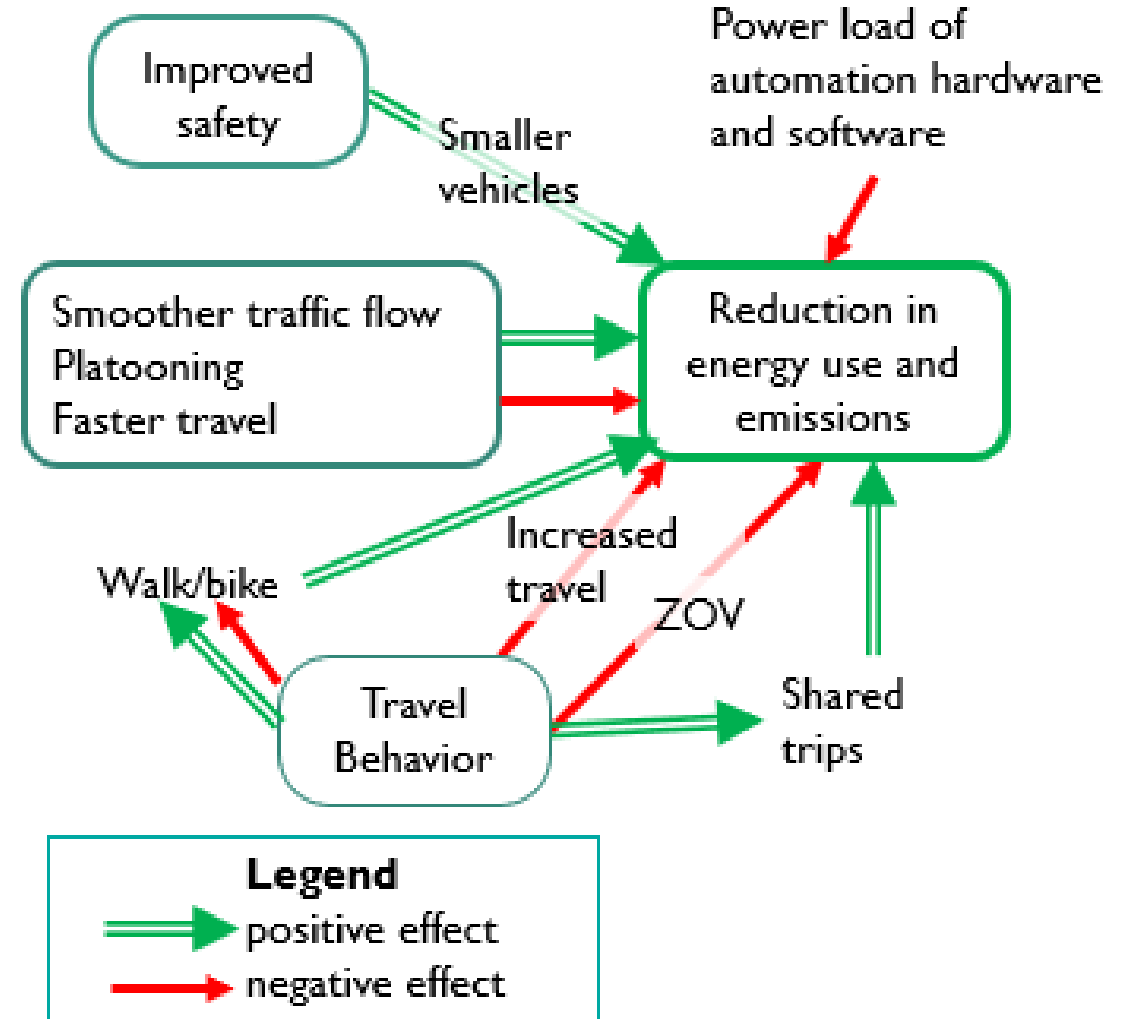 Improved
safety
Power load of
automation hardware
and software
Smaller
vehicles
Smoother traffic flow
Platooning
Faster travel
Reduction in
energy use and
emissions
Increased
travel
Walk/bike
ZOV
Travel
Behavior
Shared
trips
Legend
positive effect
negative effect